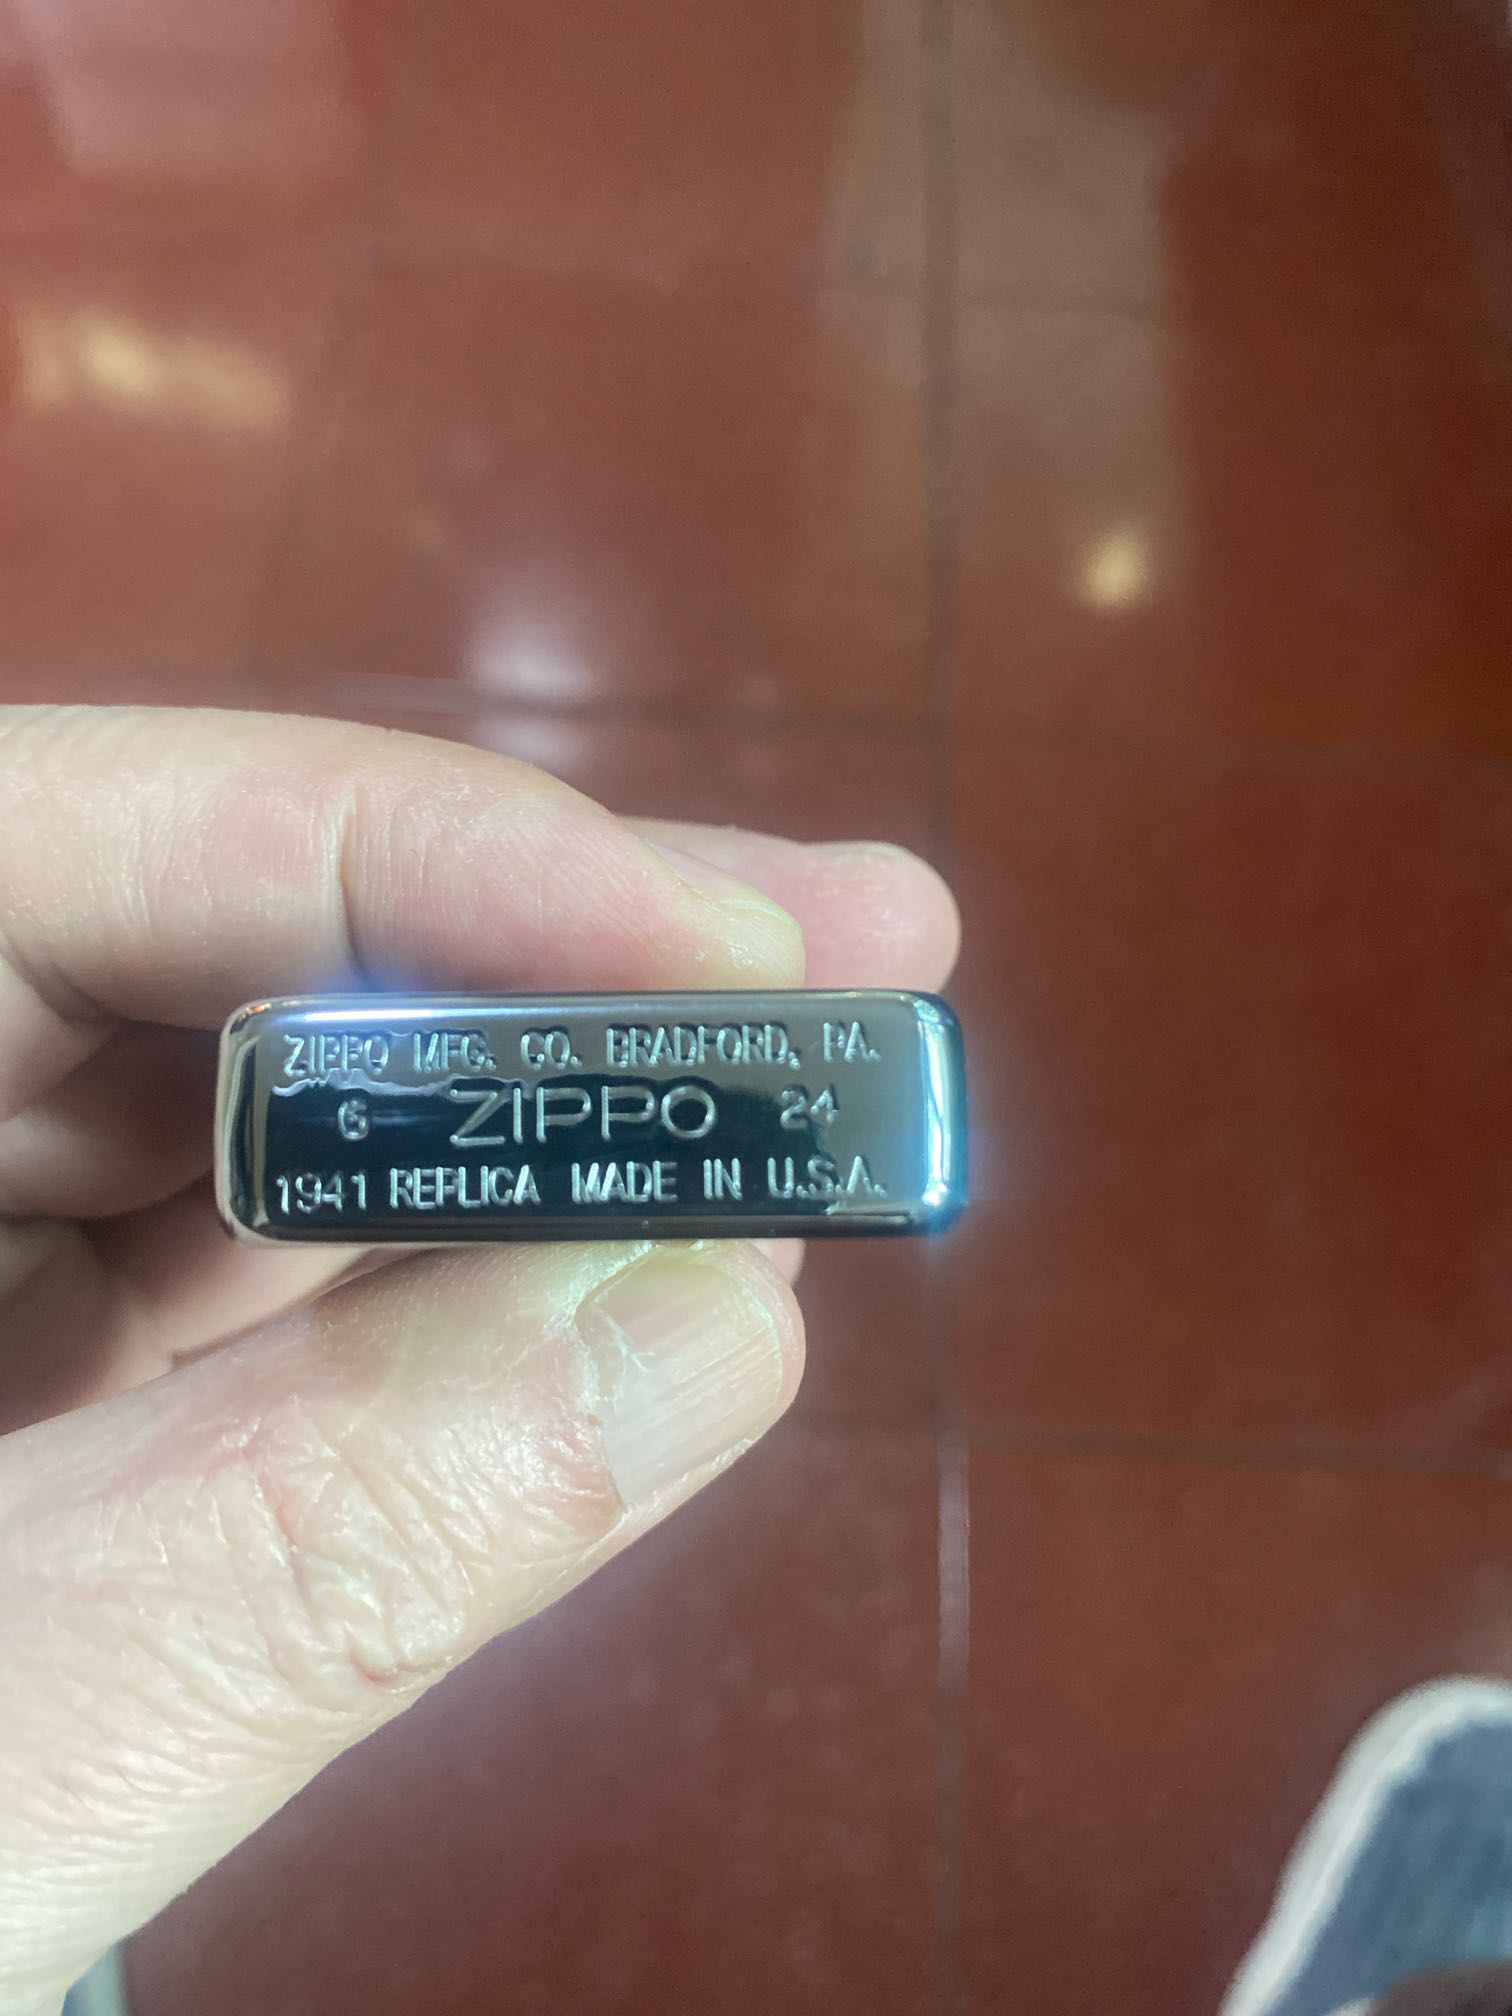 ZIPPO MFG. CO. BRADFORD, PA.
G ZIPPO 24
1941 REPLICA MADE IN U.S.A.